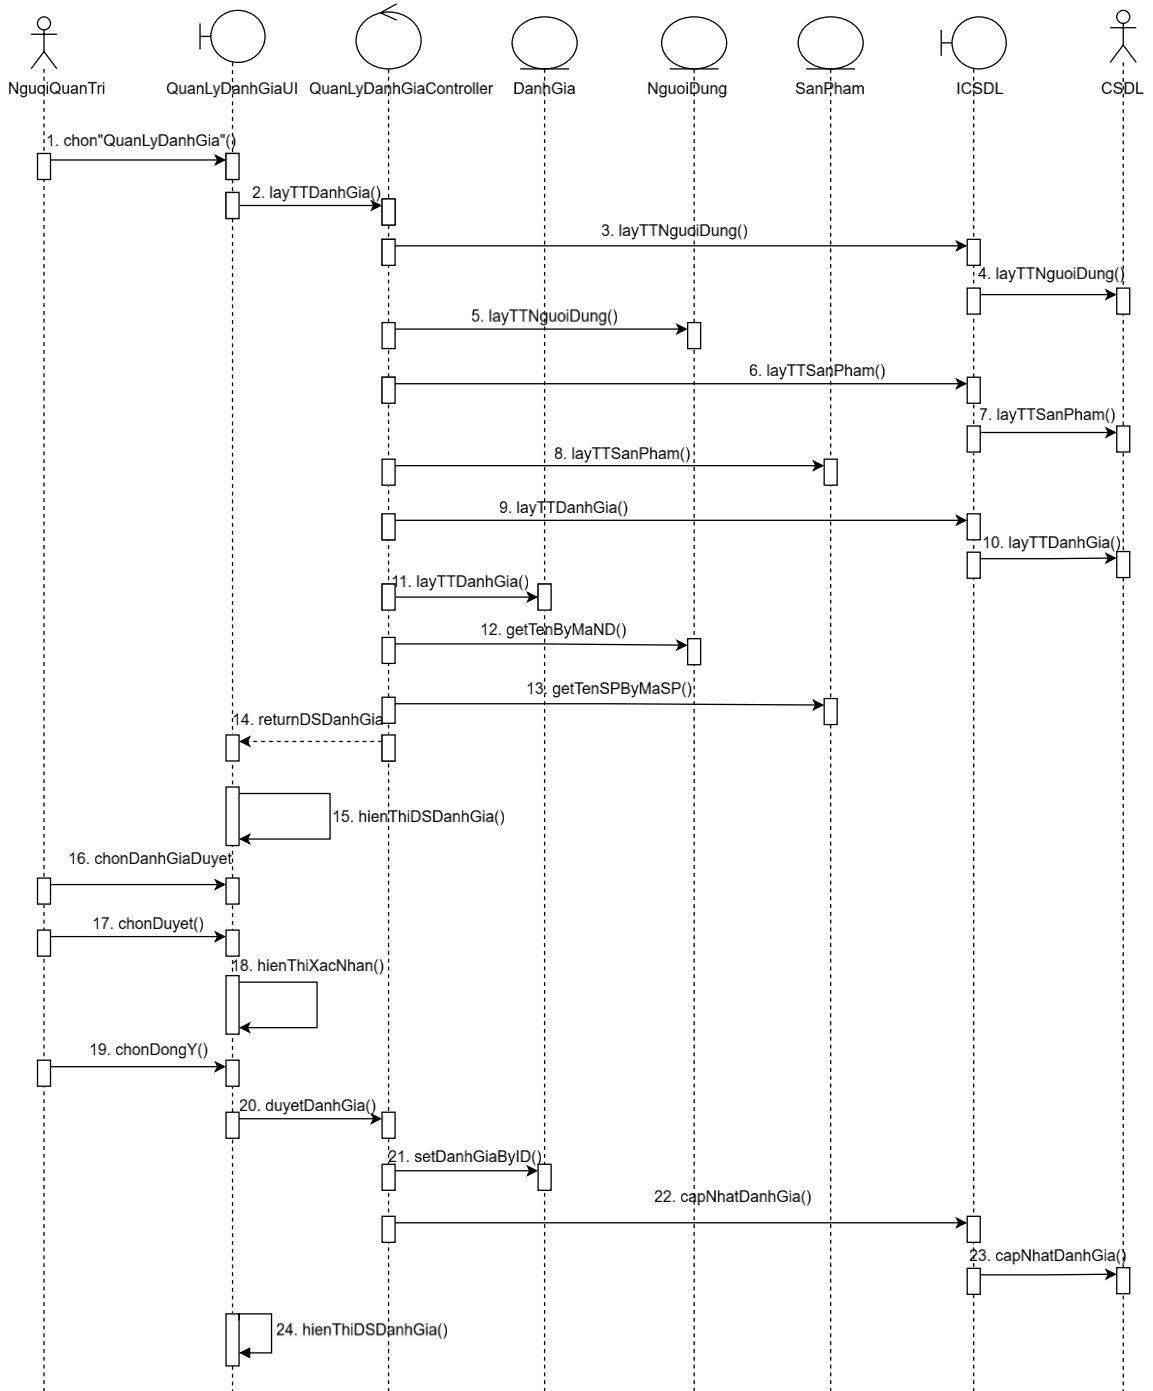 NguoiQuanTri
QuanLyDanhGiaUI
QuanLyDanhGiaController
DanhGia
NguoiDung
SanPham
ICSDL
CSDL
1. chon"QuanLyDanhGia"()
2. layTTDanhGia()
3. layTTNguoiDung()
4. layTTNguoiDung()
5. layTTNguoiDung()
6. layTTSanPham()
7. layTTSanPham()
8. layTTSanPham()
9. layTTDanhGia()
10. layTTDanhGia()
11. layTTDanhGia()
12. getTenByMaND()
13. getTenSPByMaSP()
14. returnDSDanhGia
15. hienThiDSDanhGia()
16. chonDanhGiaDuyet
17. chonDuyet()
18. hienThiXacNhan()
19. chonDongY()
20. duyetDanhGia()
21. setDanhGiaByID()
22. capNhatDanhGia()
23. capNhatDanhGia()
24. hienThiDSDanhGia()